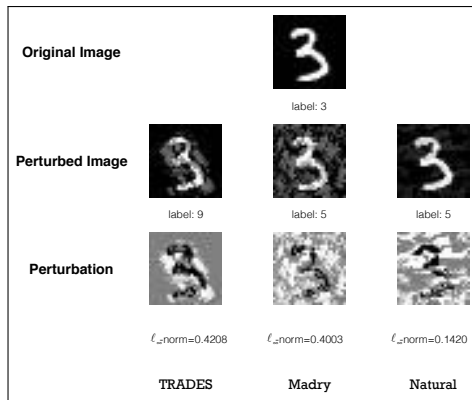 Original Image
label: 3
Perturbed Image
label: 9 label: 5 label: 5
Perturbation
ℓ∞-norm=0.4208 ℓ∞-norm=0.4003 ℓ∞-norm=0.1420
TRADES Madry Natural